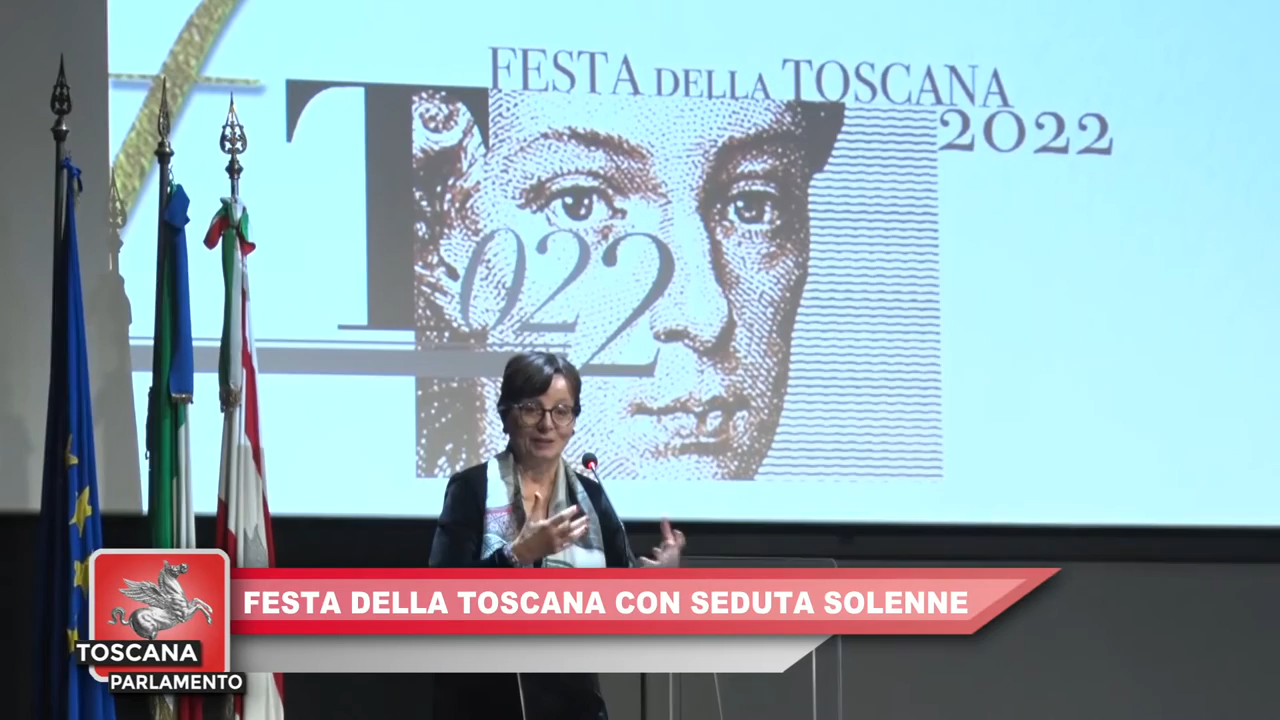 FESTA DELLA TOSCANA
2022
T
022
FESTA DELLA TOSCANA CON SEDUTA SOLENNE
TOSCANA
PARLAMENTO